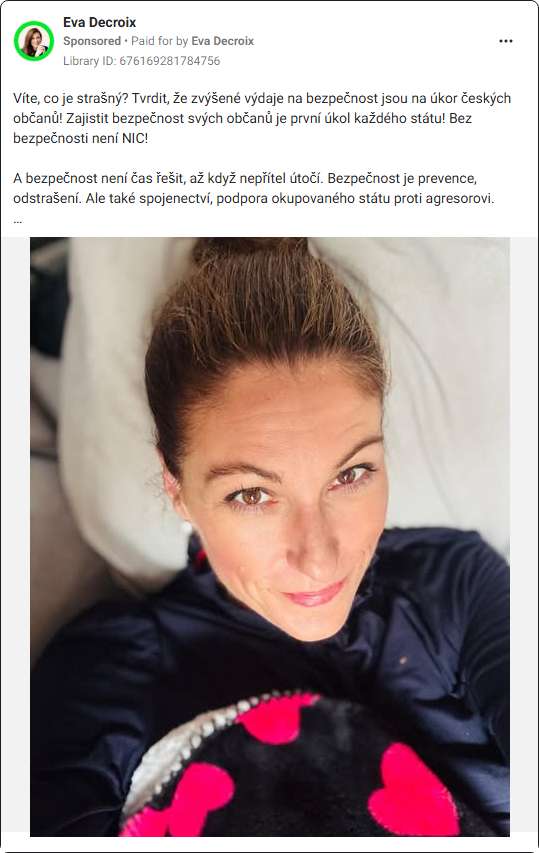 Eva Decroix
Sponsored • Paid for by Eva Decroix
Library ID: 676169281784756
Víte, co je strašný? Tvrdit, že zvýšené výdaje na bezpečnost jsou na úkor českých
občanů! Zajistit bezpečnost svých občanů je první úkol každého státu! Bez
bezpečnosti není NIC!
A bezpečnost není čas řešit, až když nepřítel útočí. Bezpečnost je prevence,
odstrašení. Ale také spojenectví, podpora okupovaného státu proti agresorovi.
...